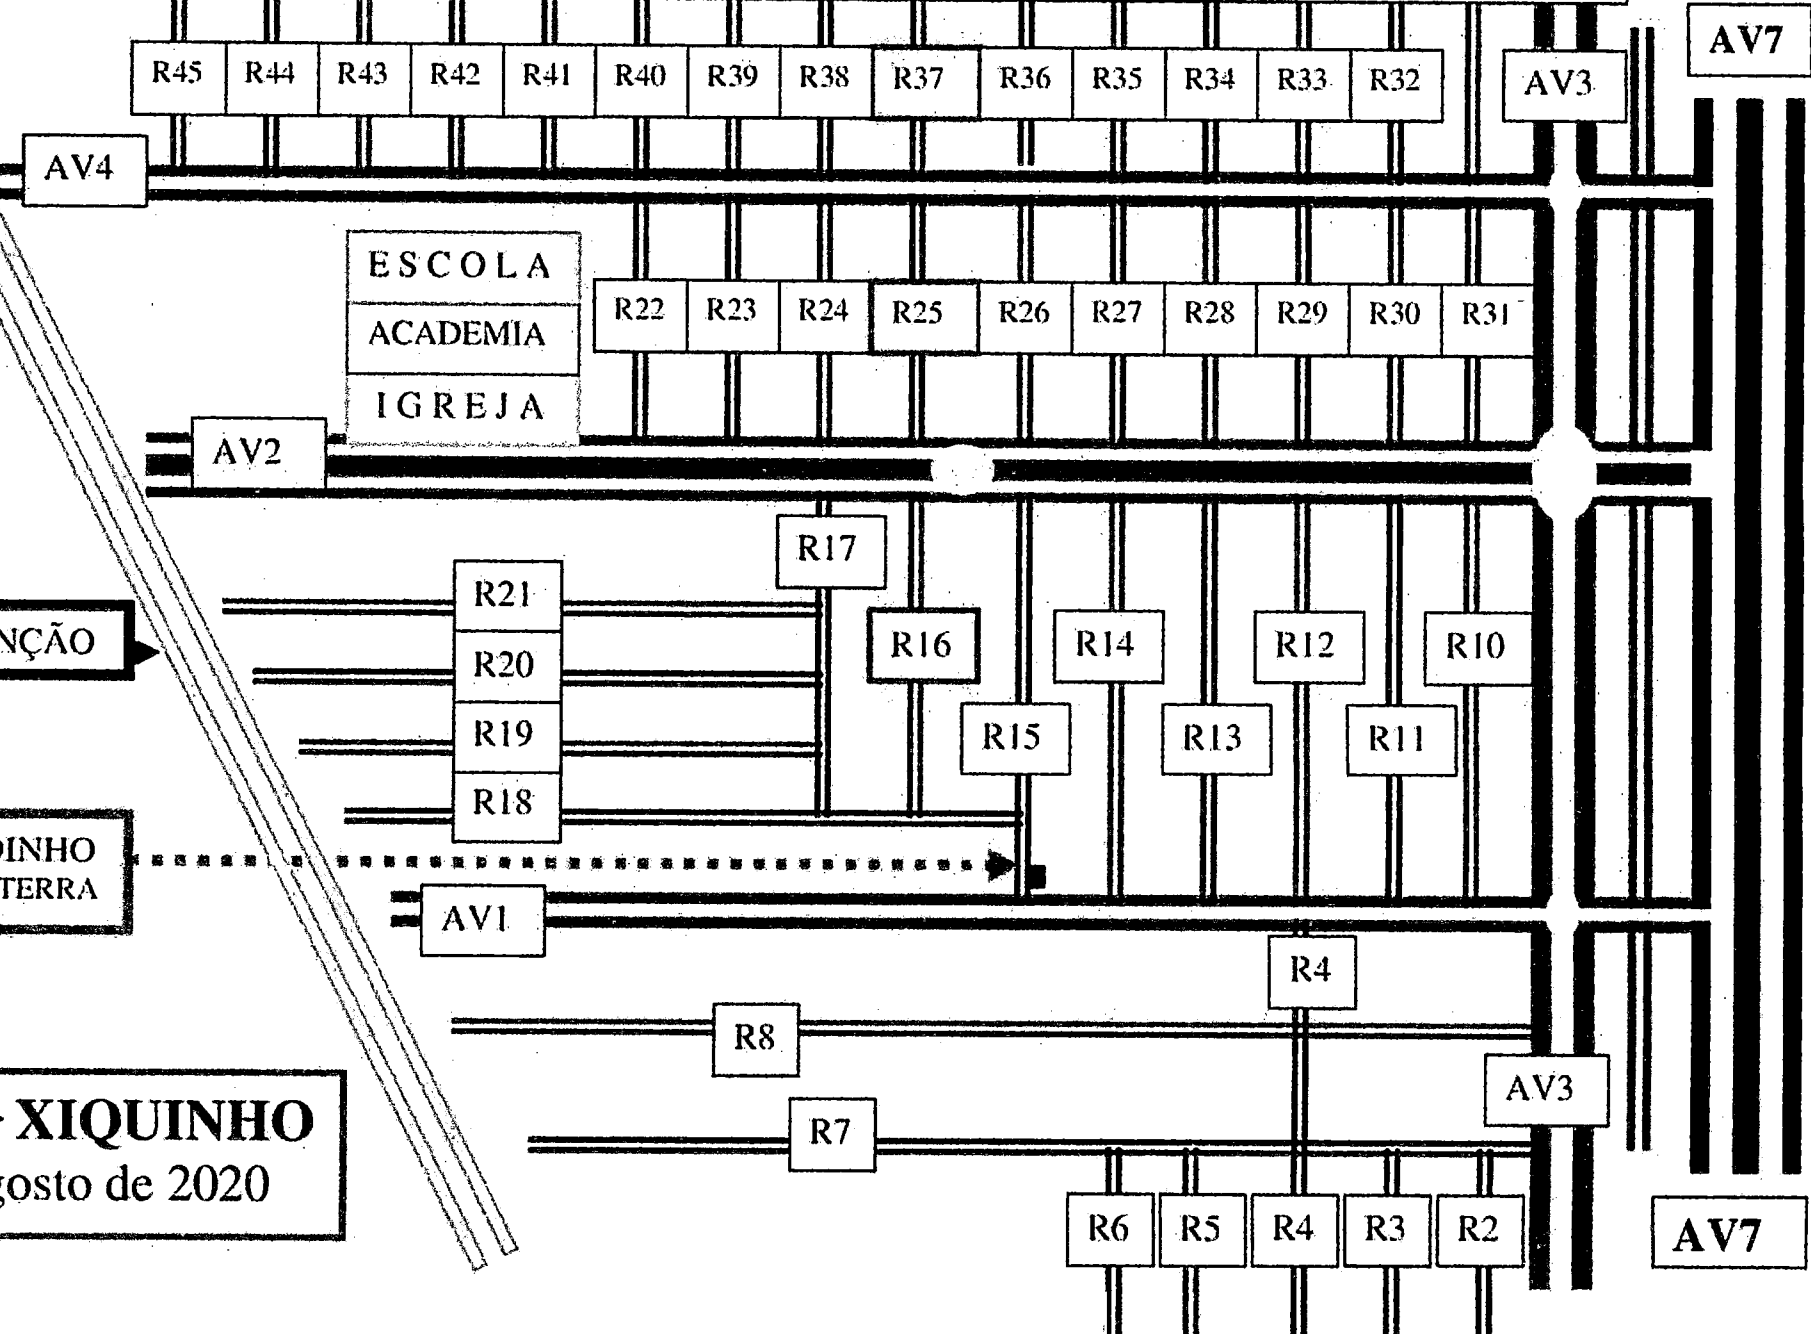 AV7
R45 R44 R43 R42 R41 R40 R39 R38 R37 R36 R35 R34 R33 R32 AV3
AV4
ESCOLA
ACADEMIA
IGREJA
R22 R23 R24 R25 R26 R27 R28 R29 R30 R31
AV2
R17
R21
R20
R19
R18
R16 R14 R12 R10
R15 R13 R11
NÇÃO
DINHO
TERRA
AV1
R4
R8
AV3
R7
XIQUINHO
gosto de 2020
R6 R5 R4 R3 R2
AV7